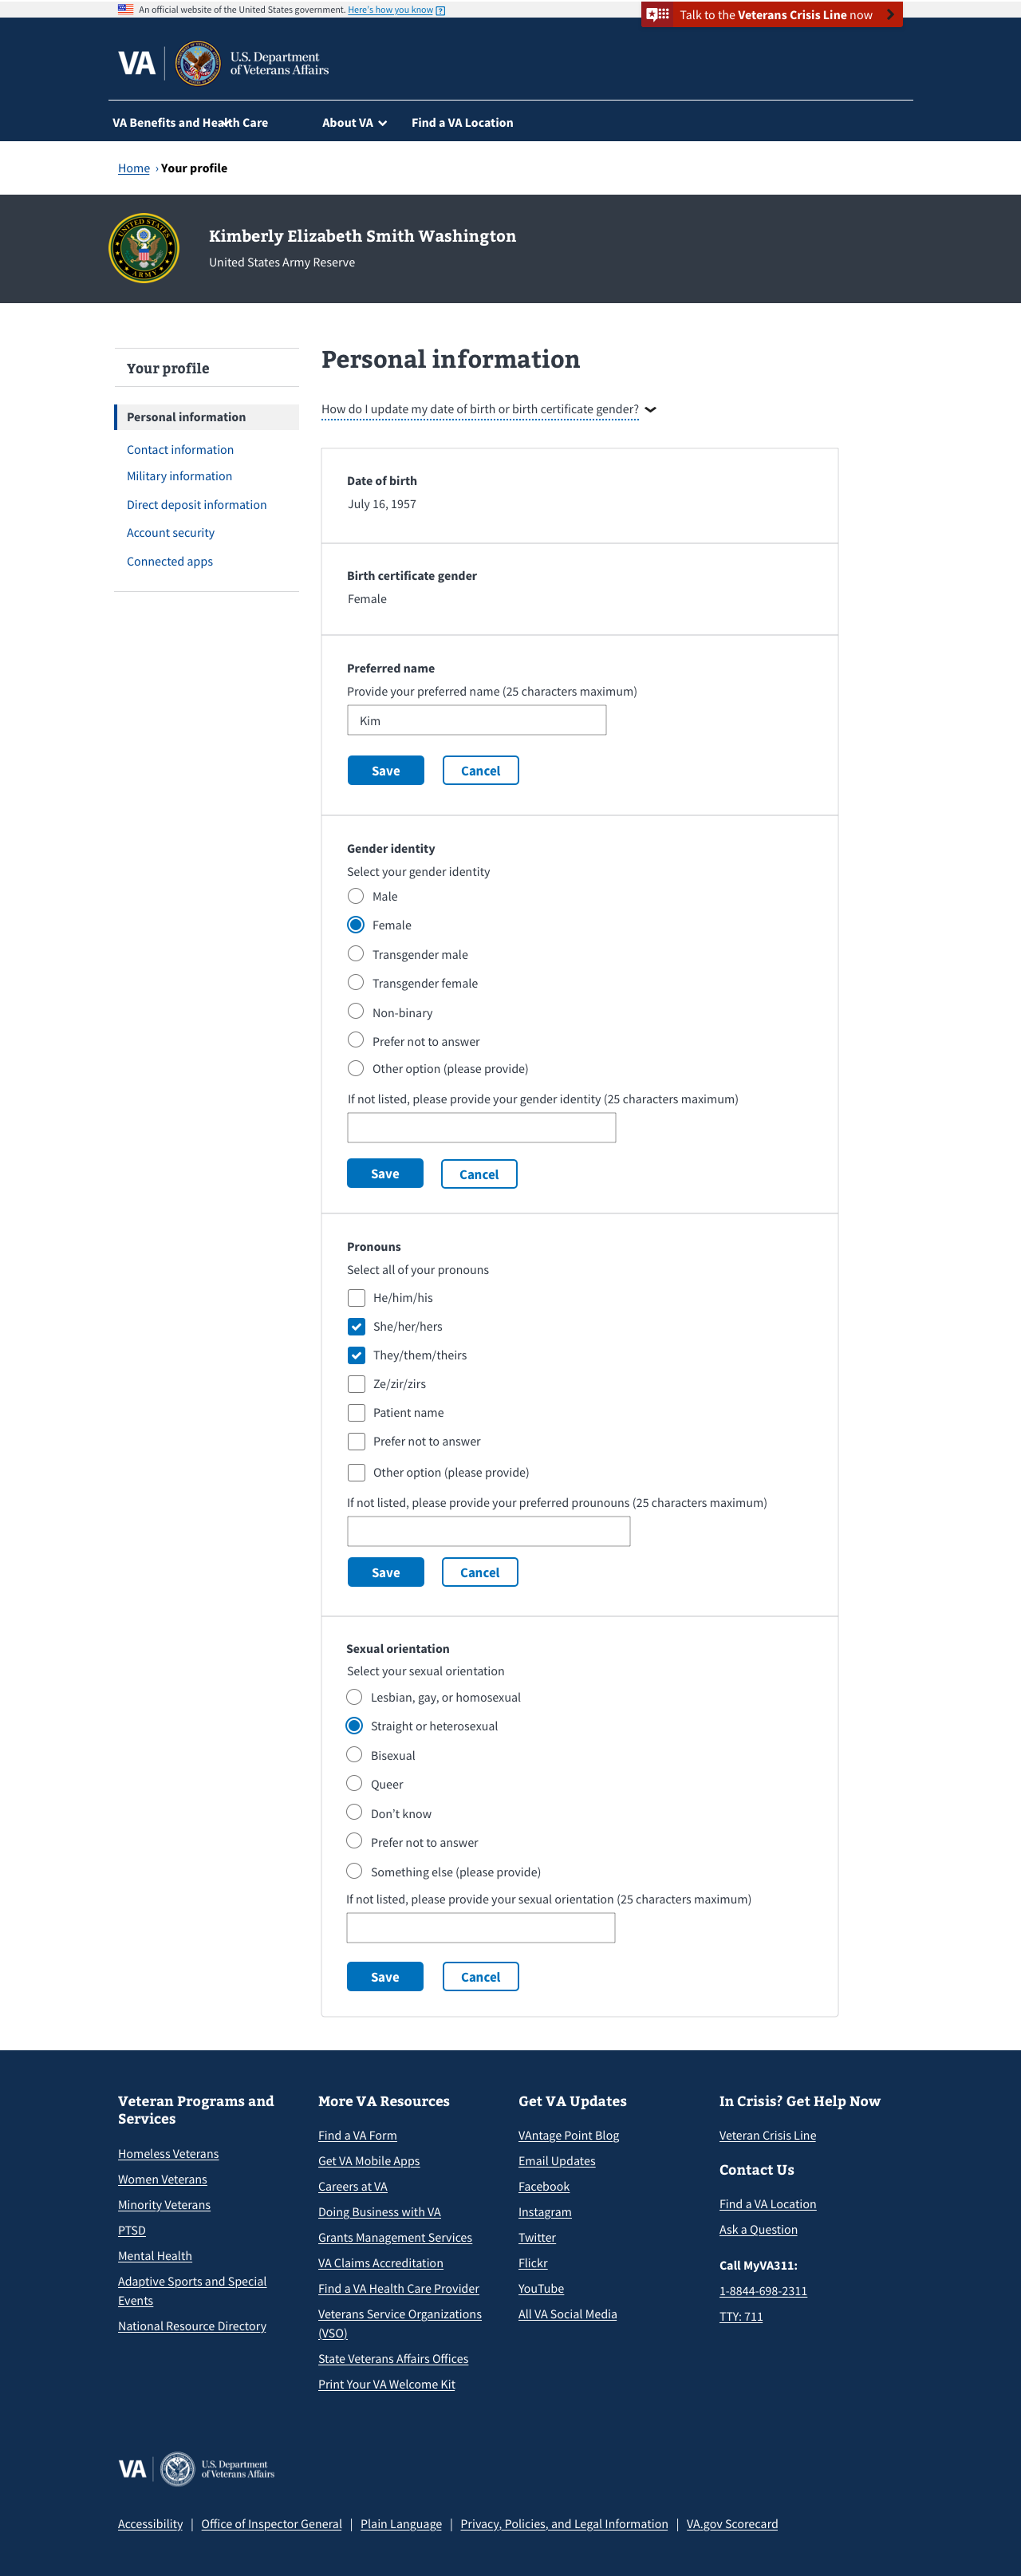 An official website of the United States government. Here's how you know
Talk to the Veterans Crisis Line now
VA
U.S. Department
of Veterans Affairs
VA Benefits and Health Care
About VA
Find a VA Location
Home › Your profile
UNITED STATES
ARMY
Kimberly Elizabeth Smith Washington
United States Army Reserve
Your profile
Personal information
Contact information
Military information
Direct deposit information
Account security
Connected apps
Personal information
How do I update my date of birth or birth certificate gender?
Date of birth
July 16, 1957
Birth certificate gender
Female
Preferred name
Provide your preferred name (25 characters maximum)
Kim
Save
Cancel
Gender identity
Select your gender identity
Male
Female
Transgender male
Transgender female
Non-binary
Prefer not to answer
Other option (please provide)
If not listed, please provide your gender identity (25 characters maximum)
Save
Cancel
Pronouns
Select all of your pronouns
He/him/his
She/her/hers
They/them/theirs
Ze/zir/zirs
Patient name
Prefer not to answer
Other option (please provide)
If not listed, please provide your preferred prounouns (25 characters maximum)
Save
Cancel
Sexual orientation
Select your sexual orientation
Lesbian, gay, or homosexual
Straight or heterosexual
Bisexual
Queer
Don't know
Prefer not to answer
Something else (please provide)
If not listed, please provide your sexual orientation (25 characters maximum)
Save
Cancel
Veteran Programs and
Services
Homeless Veterans
Women Veterans
Minority Veterans
PTSD
Mental Health
Adaptive Sports and Special
Events
National Resource Directory
More VA Resources
Find a VA Form
Get VA Mobile Apps
Careers at VA
Doing Business with VA
Grants Management Services
VA Claims Accreditation
Find a VA Health Care Provider
Veterans Service Organizations
(VSO)
State Veterans Affairs Offices
Print Your VA Welcome Kit
Get VA Updates
VAntage Point Blog
Email Updates
Facebook
Instagram
Twitter
Flickr
YouTube
All VA Social Media
In Crisis? Get Help Now
Veteran Crisis Line
Contact Us
Find a VA Location
Ask a Question
Call MyVA311:
1-8844-698-2311
TTY: 711
VA
U.S. Department
of Veterans Affairs
Accessibility | Office of Inspector General | Plain Language | Privacy, Policies, and Legal Information | VA.gov Scorecard